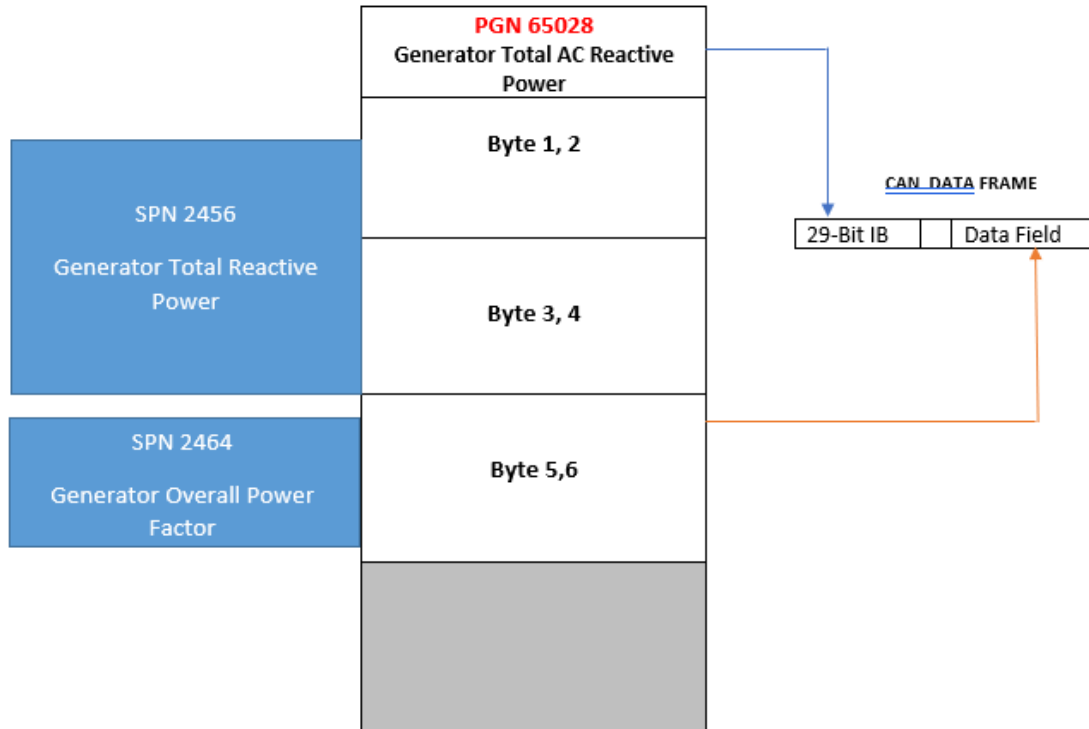 PGN 65028
Generator Total AC Reactive
Power
Byte 1, 2
SPN 2456
Generator Total Reactive
Power
CAN DATA FRAME
29-Bit IB
Data Field
Byte 3, 4
SPN 2464
Generator Overall Power
Factor
Byte 5,6